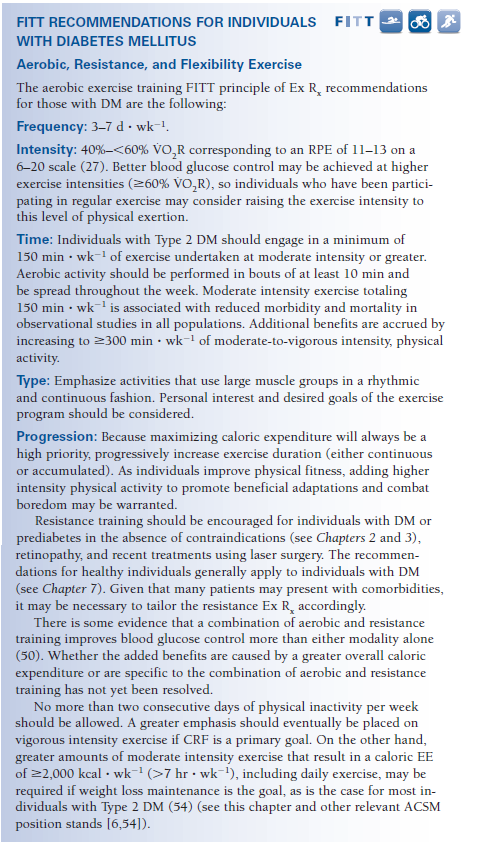 FITT RECOMMENDATIONS FOR INDIVIDUALS FITT
WITH DIABETES MELLITUS
Aerobic, Resistance, and Flexibility Exercise
The aerobic exercise training FITT principle of Ex Rx recommendations
for those with DM are the following:
Frequency: 3–7 d · wk⁻¹.
Intensity: 40%–<60% V̇O₂R corresponding to an RPE of 11–13 on a
6–20 scale (27). Better blood glucose control may be achieved at higher
exercise intensities (≥60% V̇O₂R), so individuals who have been partici-
pating in regular exercise may consider raising the exercise intensity to
this level of physical exertion.
Time: Individuals with Type 2 DM should engage in a minimum of
150 min · wk⁻¹ of exercise undertaken at moderate intensity or greater.
Aerobic activity should be performed in bouts of at least 10 min and
be spread throughout the week. Moderate intensity exercise totaling
150 min · wk⁻¹ is associated with reduced morbidity and mortality in
observational studies in all populations. Additional benefits are accrued by
increasing to ≥300 min · wk⁻¹ of moderate-to-vigorous intensity, physical
activity.
Type: Emphasize activities that use large muscle groups in a rhythmic
and continuous fashion. Personal interest and desired goals of the exercise
program should be considered.
Progression: Because maximizing caloric expenditure will always be a
high priority, progressively increase exercise duration (either continuous
or accumulated). As individuals improve physical fitness, adding higher
intensity physical activity to promote beneficial adaptations and combat
boredom may be warranted.
Resistance training should be encouraged for individuals with DM or
prediabetes in the absence of contraindications (see Chapters 2 and 3),
retinopathy, and recent treatments using laser surgery. The recommen-
dations for healthy individuals generally apply to individuals with DM
(see Chapter 7). Given that many patients may present with comorbidities,
it may be necessary to tailor the resistance Ex Rx accordingly.
There is some evidence that a combination of aerobic and resistance
training improves blood glucose control more than either modality alone
(50). Whether the added benefits are caused by a greater overall caloric
expenditure or are specific to the combination of aerobic and resistance
training has not yet been resolved.
No more than two consecutive days of physical inactivity per week
should be allowed. A greater emphasis should eventually be placed on
vigorous intensity exercise if CRF is a primary goal. On the other hand,
greater amounts of moderate intensity exercise that result in a caloric EE
of ≥2,000 kcal · wk⁻¹ (>7 hr · wk⁻¹), including daily exercise, may be
required if weight loss maintenance is the goal, as is the case for most in-
dividuals with Type 2 DM (54) (see this chapter and other relevant ACSM
position stands [6,54]).